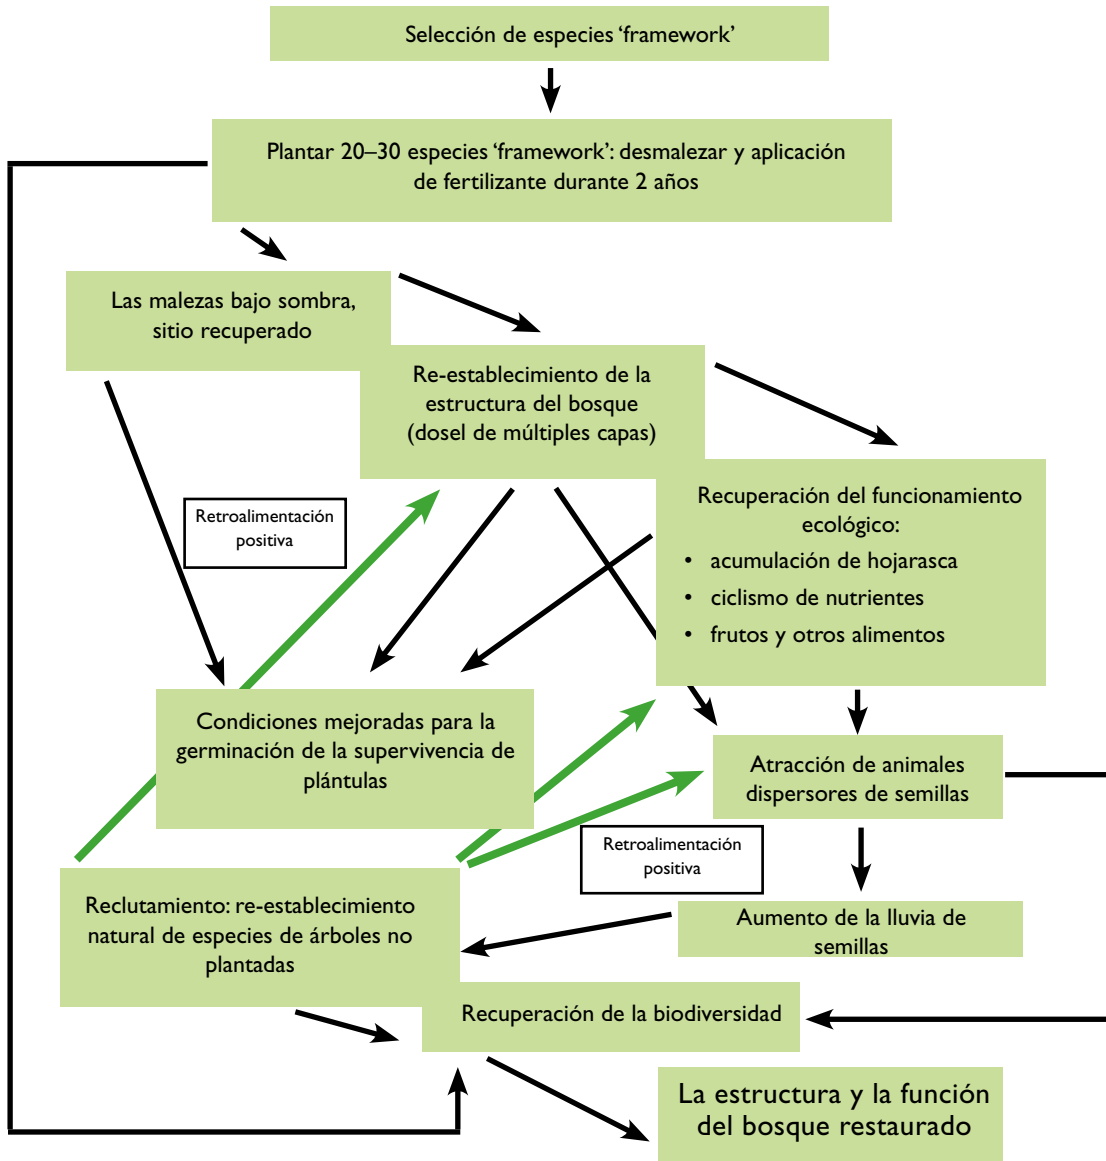 Selección de especies ‘framework’
Plantar 20–30 especies ‘framework’: desmalezar y aplicación
de fertilizante durante 2 años
Las malezas bajo sombra,
sitio recuperado
Re-establecimiento de la
estructura del bosque
(dosel de múltiples capas)
Recuperación del funcionamiento
ecológico:
• acumulación de hojarasca
• ciclismo de nutrientes
• frutos y otros alimentos
Retroalimentación
positiva
Condiciones mejoradas para la
germinación de la supervivencia de
plántulas
Atracción de animales
dispersores de semillas
Retroalimentación
positiva
Reclutamiento: re-establecimiento
natural de especies de árboles no
plantadas
Aumento de la lluvia de
semillas
Recuperación de la biodiversidad
La estructura y la función
del bosque restaurado